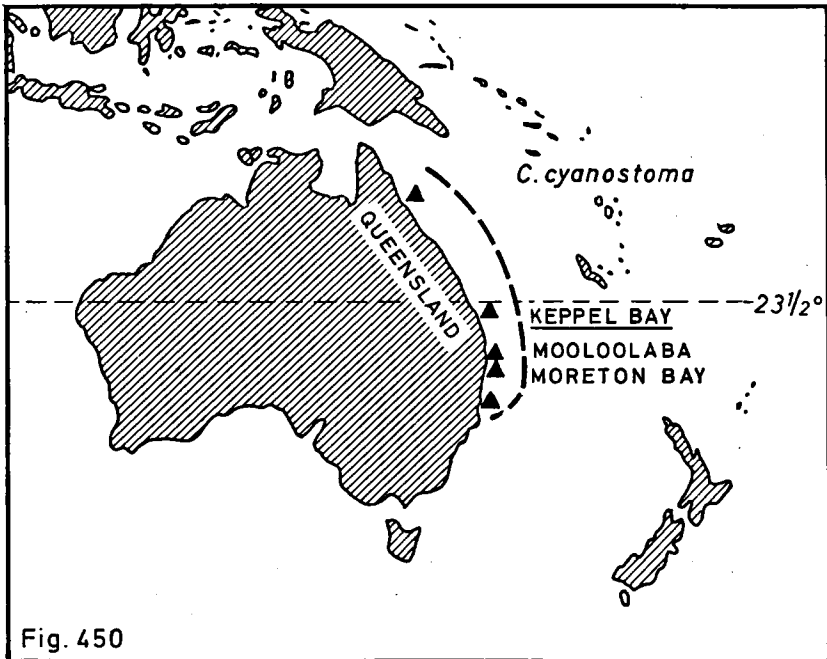 C. cyanostoma
QUEENSLAND
23½°
KEPPEL BAY
MOOLOOLABA
MORETON BAY
Fig. 450